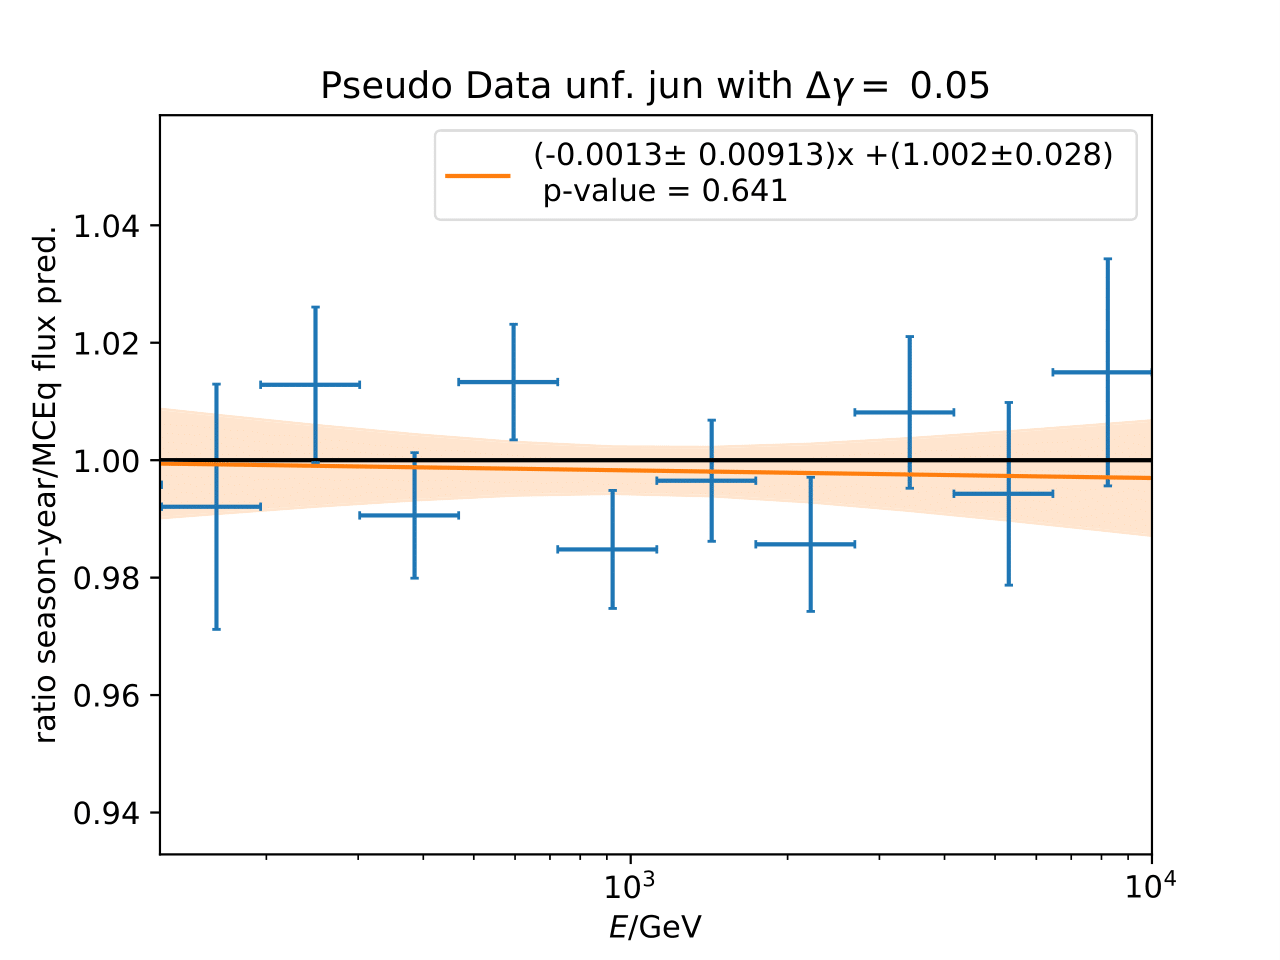 Pseudo Data unf. jun with Δγ = 0.05
(-0.0013± 0.00913)x +(1.002±0.028)
p-value = 0.641
ratio season-year/MCEq flux pred.
1.04
1.02
1.00
0.98
0.96
0.94
10³
10⁴
E/GeV